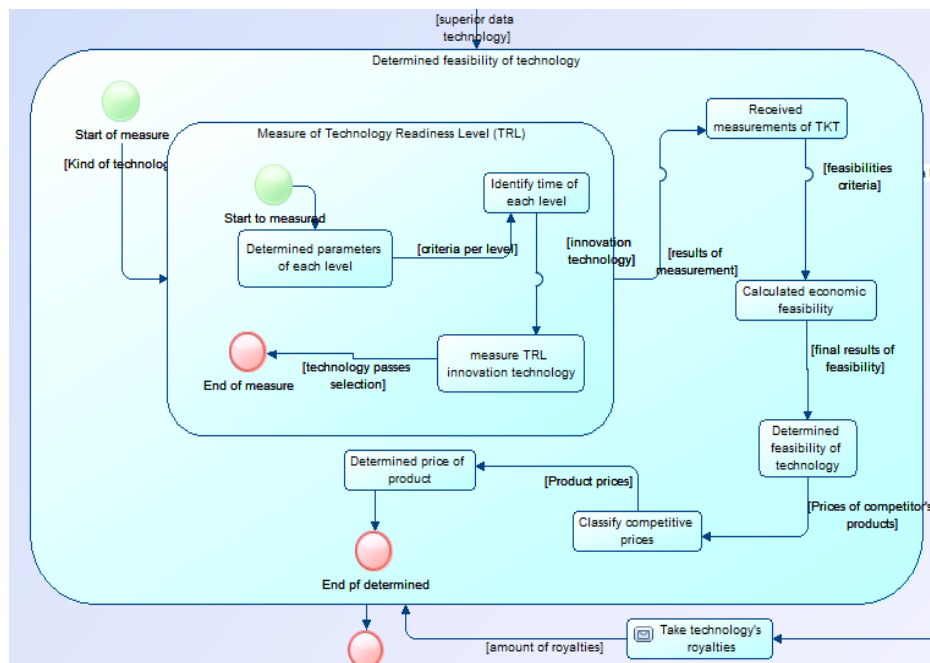 [superior data
technology]
Determined feasibility of technology
Start of measure
[Kind of technology
Measure of Technology Readiness Level (TRL)
Start to measured
Determined parameters
of each level
[criteria per level]
Identify time of
each level
[innovation
technology]
Received
measurements of TKT
[results of
measurement]
[feasibilities
criteria]
Calculated economic
feasibility
measure TRL
innovation technology
[technology passes
selection]
End of measure
[final results of
feasibility]
Determined
feasibility of
technology
[Prices of competitor's
products]
Classify competitive
prices
[Product prices]
Determined price of
product
End pf determined
Take technology's
royalties
[amount of royalties]